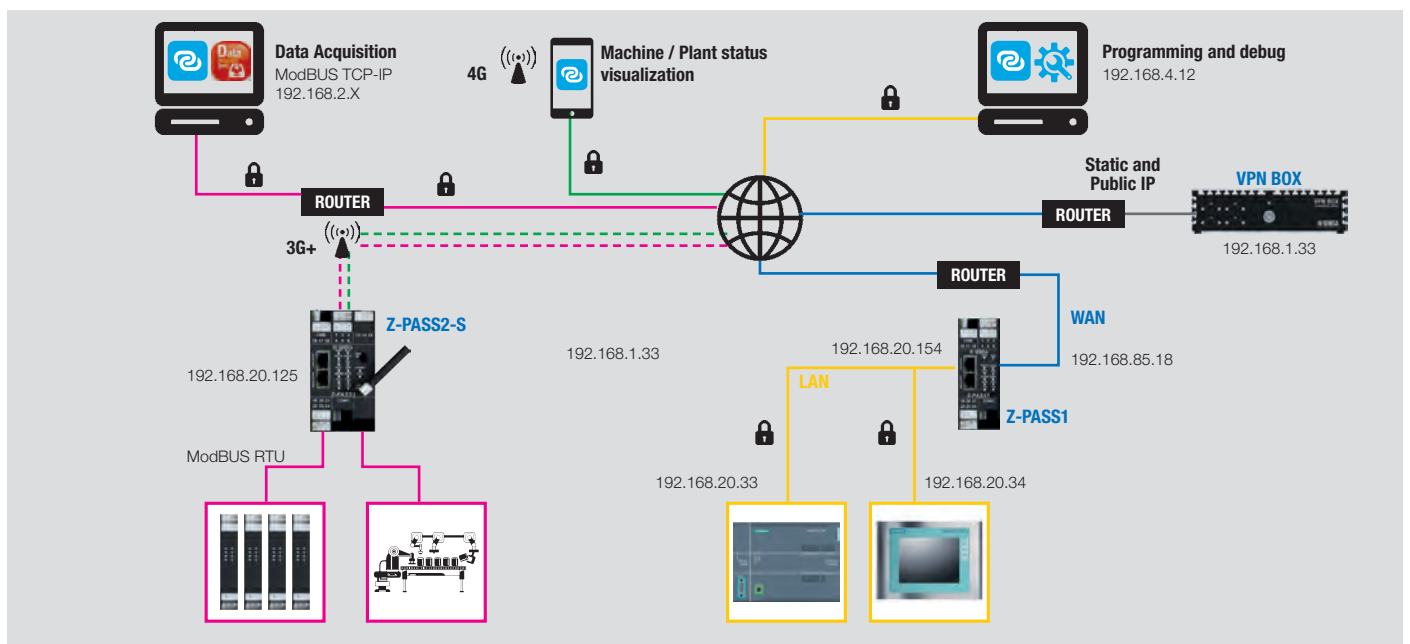 Data Acquisition
ModBUS TCP-IP
192.168.2.X
Data
4G
Machine / Plant status
visualization
Programming and debug
192.168.4.12
Static and
Public IP
VPN BOX
ROUTER
ROUTER
VPN BOX
192.168.1.33
3G+
ROUTER
Z-PASS2-S
WAN
192.168.20.154
192.168.1.33
192.168.85.18
192.168.20.125
LAN
Z-PASS1
ModBUS RTU
192.168.20.33
192.168.20.34